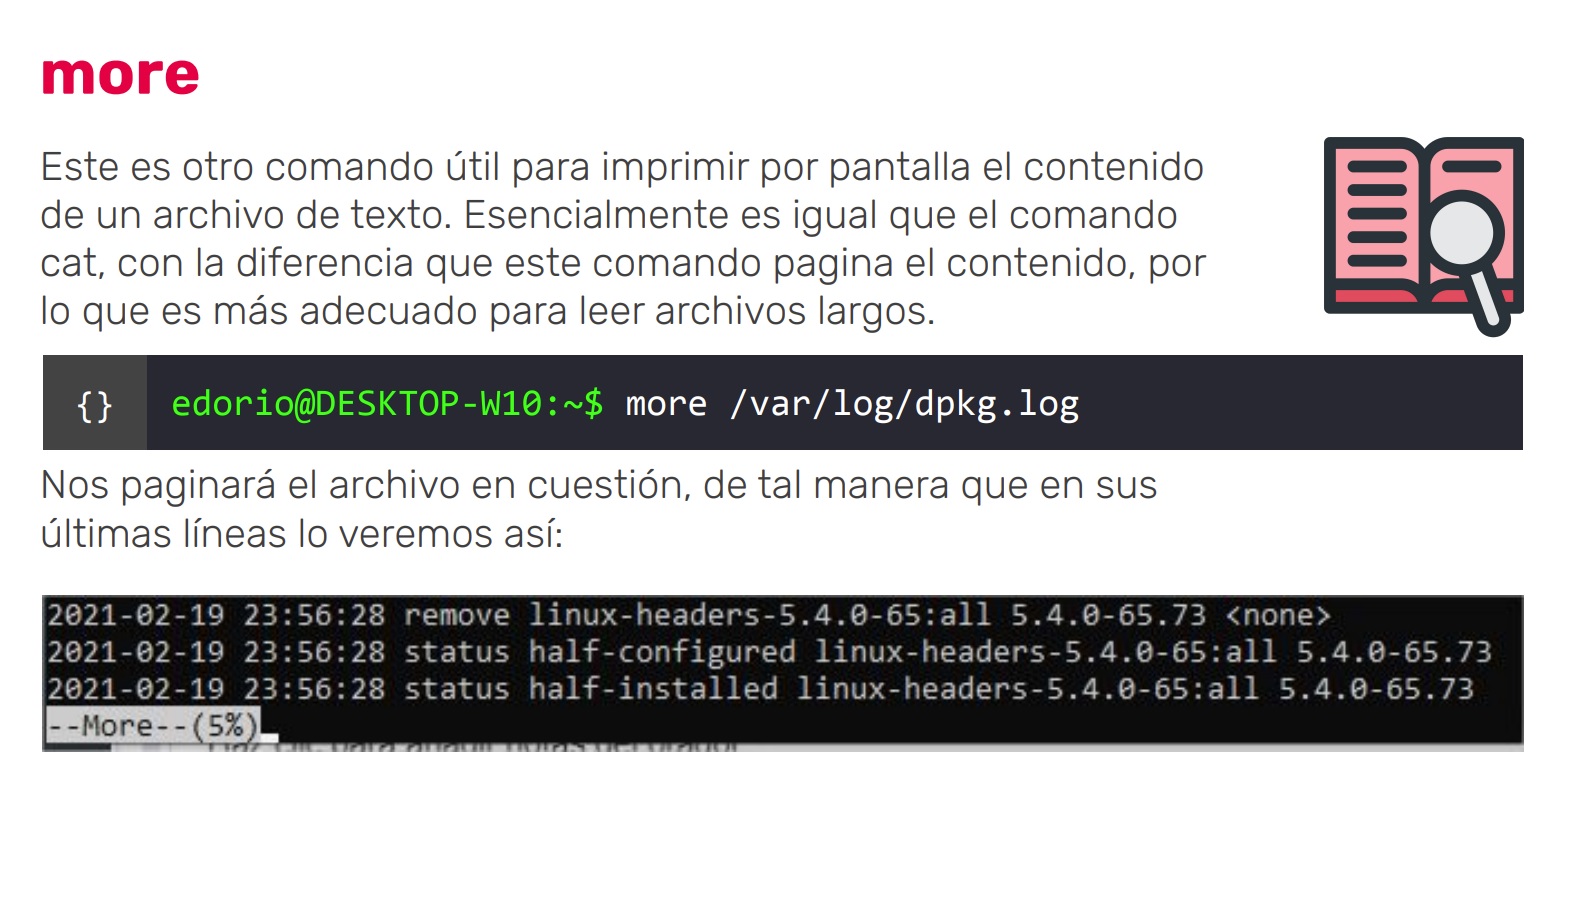 more
Este es otro comando útil para imprimir por pantalla el contenido
de un archivo de texto. Esencialmente es igual que el comando
cat, con la diferencia que este comando pagina el contenido, por
lo que es más adecuado para leer archivos largos.
{} edorio@DESKTOP-W10:~$ more /var/log/dpkg.log
Nos paginará el archivo en cuestión, de tal manera que en sus
últimas líneas lo veremos así:
2021-02-19 23:56:28 remove linux-headers-5.4.0-65:all 5.4.0-65.73 <none>
2021-02-19 23:56:28 status half-configured linux-headers-5.4.0-65:all 5.4.0-65.73
2021-02-19 23:56:28 status half-installed linux-headers-5.4.0-65:all 5.4.0-65.73
--More--(5%)